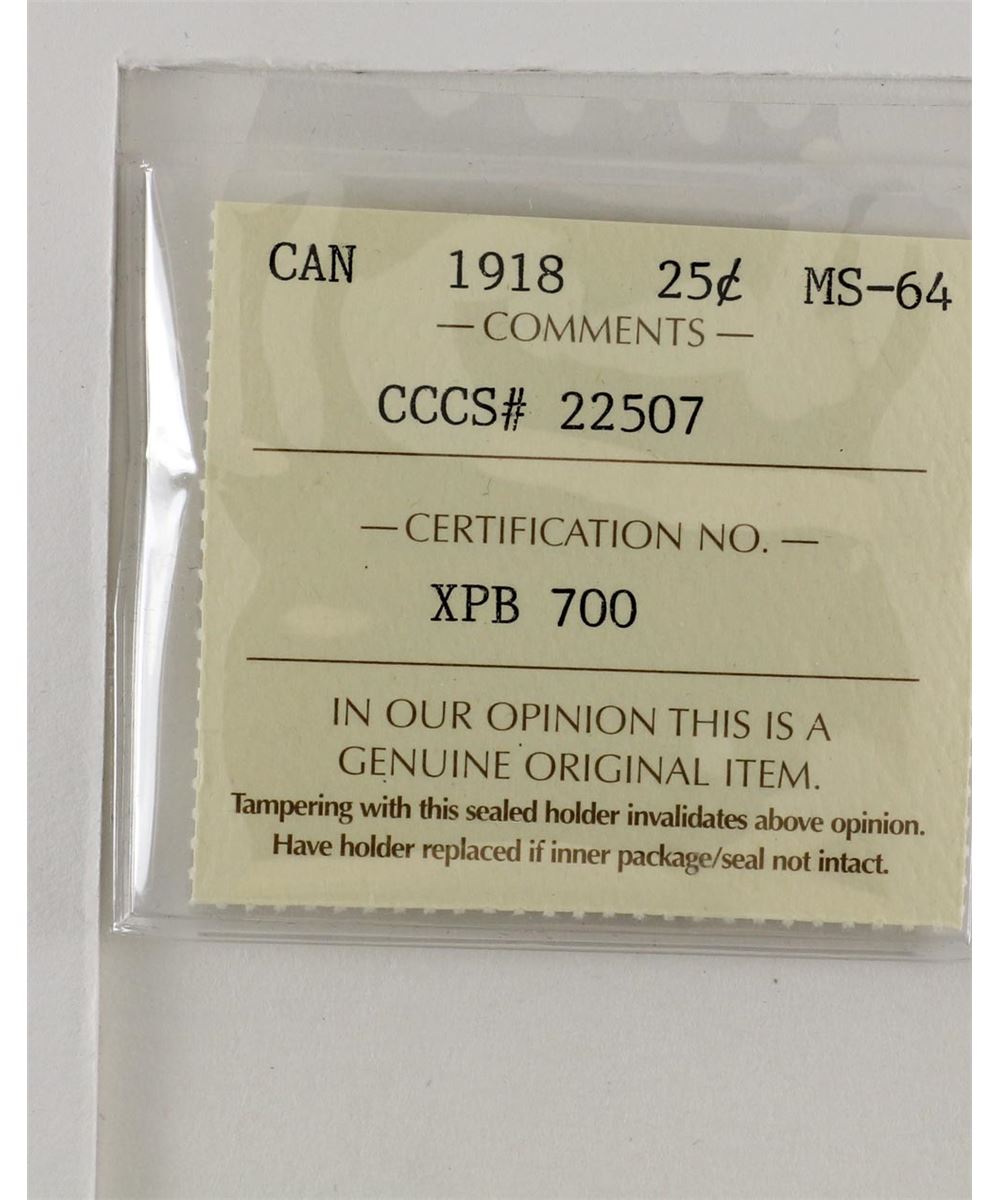 CAN 1918 25¢ MS-64
— COMMENTS —
CCCS# 22507
— CERTIFICATION NO. —
XPB 700
IN OUR OPINION THIS IS A
GENUINE ORIGINAL ITEM.
Tampering with this sealed holder invalidates above opinion.
Have holder replaced if inner package/seal not intact.